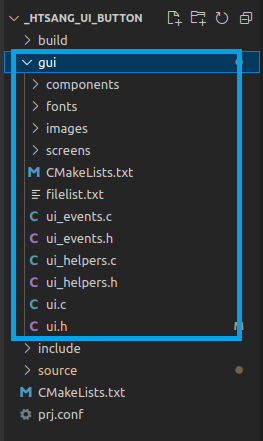 _HTSANG_UI_BUTTON
build
gui
components
fonts
images
screens
M CMakeLists.txt
filelist.txt
C ui_events.c
C ui_events.h
C ui_helpers.c
C ui_helpers.h
C ui.c
C ui.h M
include
source
M CMakeLists.txt
prj.conf